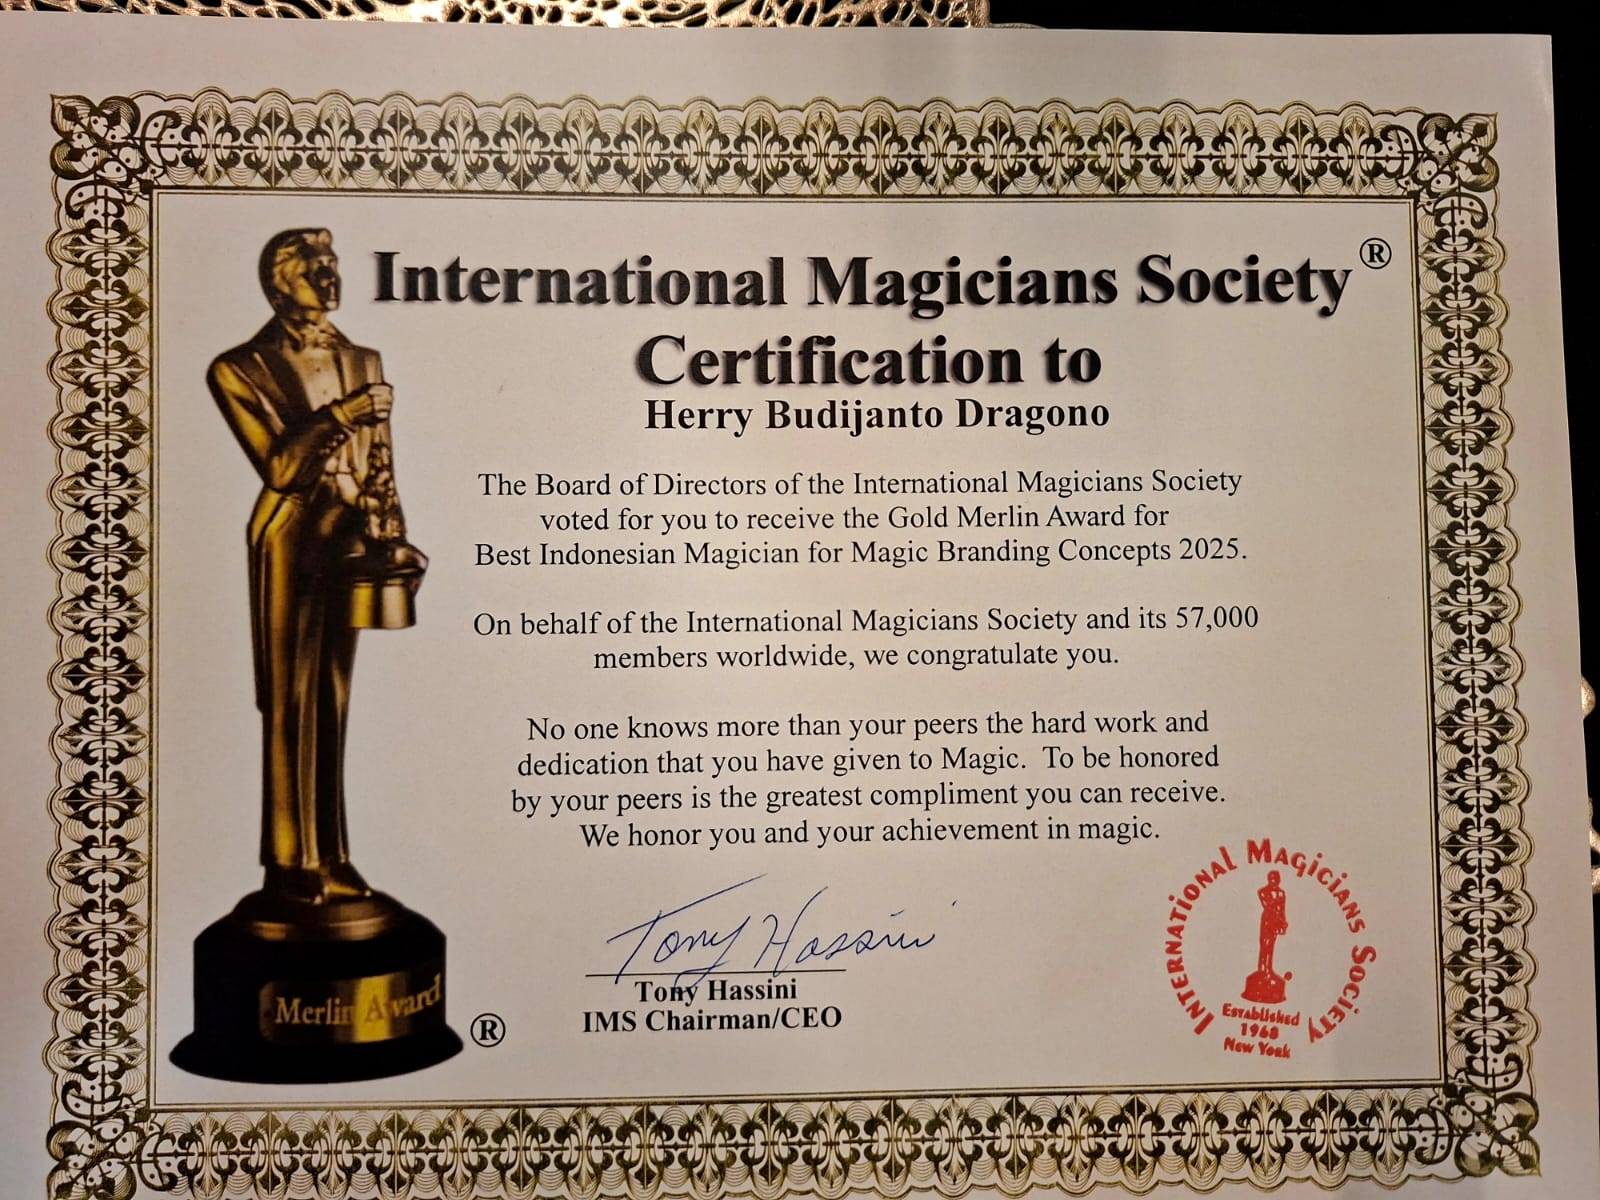 International Magicians Society®
Certification to
Herry Budijanto Dragono
The Board of Directors of the International Magicians Society
voted for you to receive the Gold Merlin Award for
Best Indonesian Magician for Magic Branding Concepts 2025.
On behalf of the International Magicians Society and its 57,000
members worldwide, we congratulate you.
No one knows more than your peers the hard work and
dedication that you have given to Magic. To be honored
by your peers is the greatest compliment you can receive.
We honor you and your achievement in magic.
Tony Hassini
Tony Hassini
IMS Chairman/CEO
Merlin Award
®
International Magicians Society
Established
1968
New York